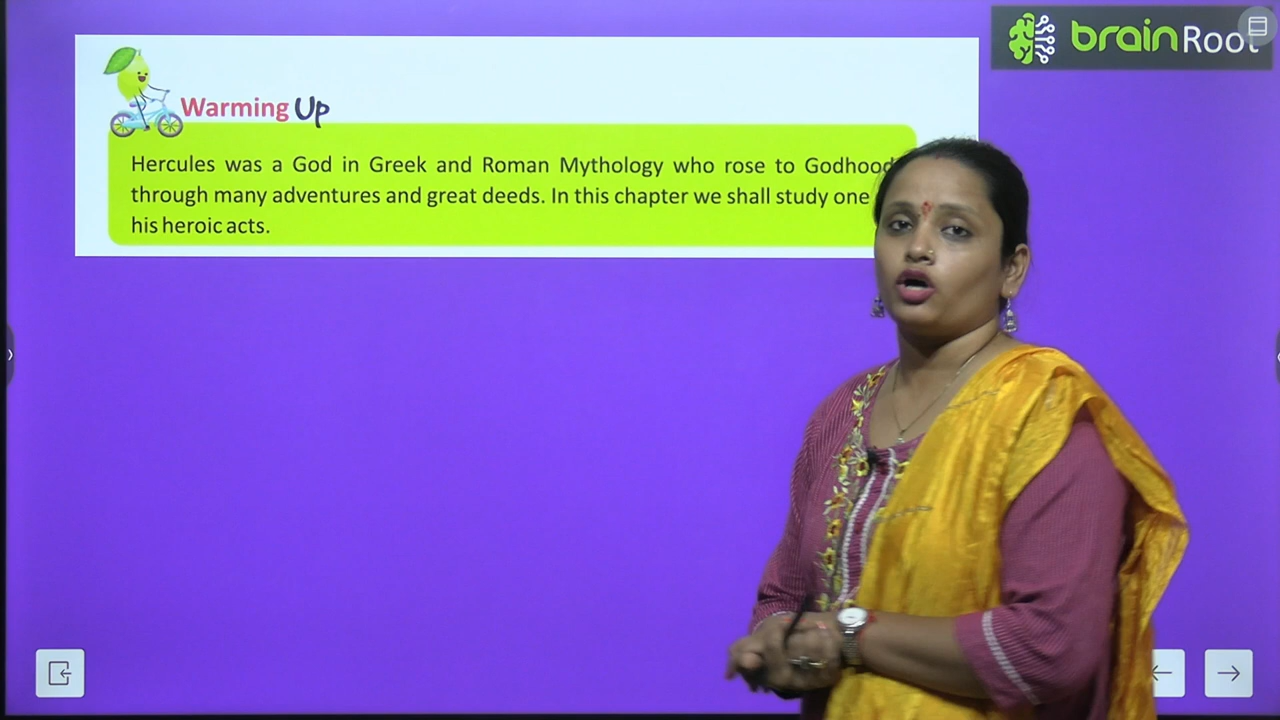 brainRoot
Warming Up
Hercules was a God in Greek and Roman Mythology who rose to Godhood
through many adventures and great deeds. In this chapter we shall study one
his heroic acts.